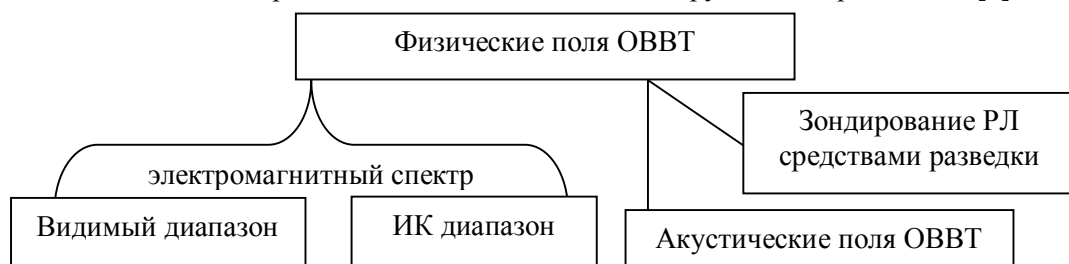 Физические поля ОВВТ
Зондирование РЛ
средствами разведки
электромагнитный спектр
Видимый диапазон
ИК диапазон
Акустические поля ОВВТ